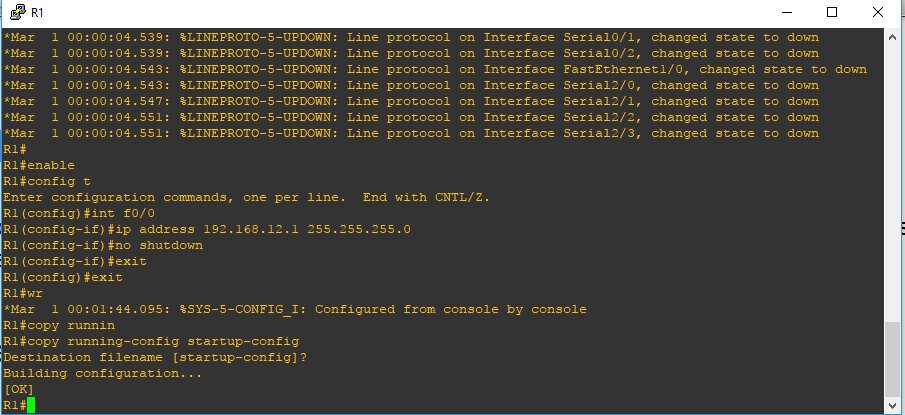 R1
*Mar  1 00:00:04.539: %LINEPROTO-5-UPDOWN: Line protocol on Interface Serial0/1, changed state to down
*Mar  1 00:00:04.539: %LINEPROTO-5-UPDOWN: Line protocol on Interface Serial0/2, changed state to down
*Mar  1 00:00:04.543: %LINEPROTO-5-UPDOWN: Line protocol on Interface FastEthernet1/0, changed state to down
*Mar  1 00:00:04.543: %LINEPROTO-5-UPDOWN: Line protocol on Interface Serial2/0, changed state to down
*Mar  1 00:00:04.547: %LINEPROTO-5-UPDOWN: Line protocol on Interface Serial2/1, changed state to down
*Mar  1 00:00:04.551: %LINEPROTO-5-UPDOWN: Line protocol on Interface Serial2/2, changed state to down
*Mar  1 00:00:04.551: %LINEPROTO-5-UPDOWN: Line protocol on Interface Serial2/3, changed state to down
R1#
R1#enable
R1#config t
Enter configuration commands, one per line.  End with CNTL/Z.
R1(config)#int f0/0
R1(config-if)#ip address 192.168.12.1 255.255.255.0
R1(config-if)#no shutdown
R1(config-if)#exit
R1(config)#exit
R1#wr
*Mar  1 00:01:44.095: %SYS-5-CONFIG_I: Configured from console by console
R1#copy runnin
R1#copy running-config startup-config
Destination filename [startup-config]?
Building configuration...
[OK]
R1#